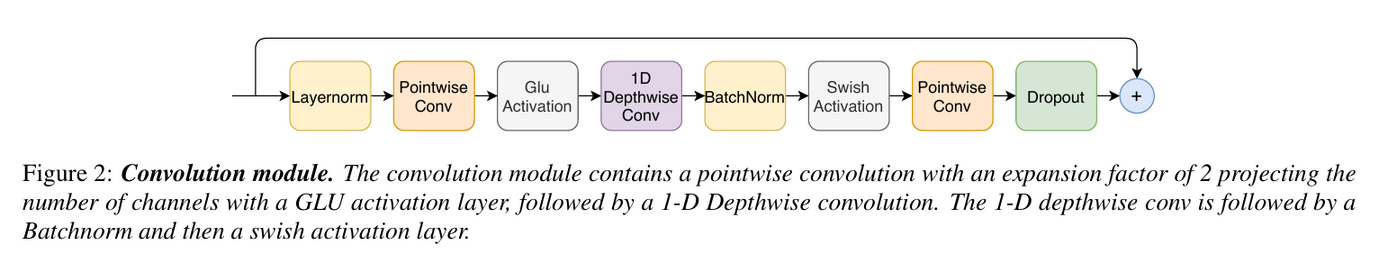 Layernorm
Pointwise
Conv
Glu
Activation
1D
Depthwise
Conv
BatchNorm
Swish
Activation
Pointwise
Conv
Dropout
+
Figure 2: Convolution module. The convolution module contains a pointwise convolution with an expansion factor of 2 projecting the
number of channels with a GLU activation layer, followed by a 1-D Depthwise convolution. The 1-D depthwise conv is followed by a
Batchnorm and then a swish activation layer.